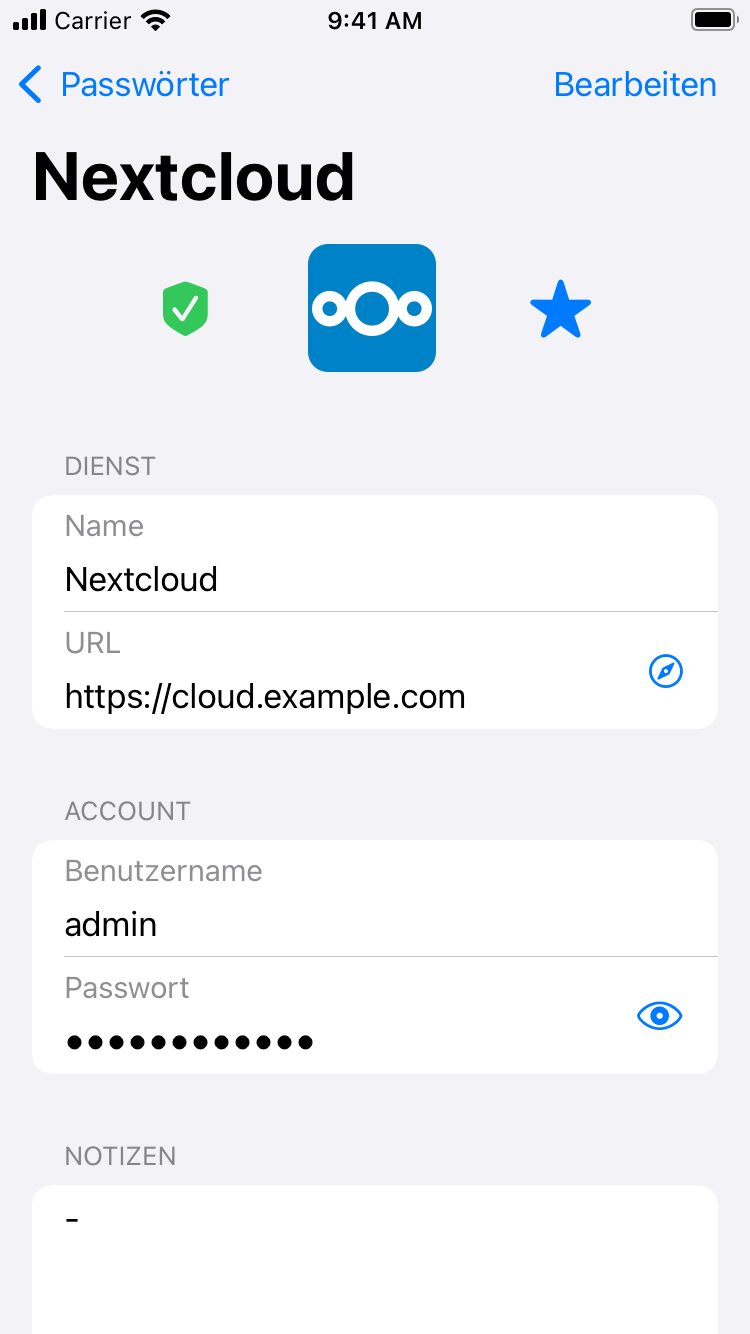 Carrier 9:41 AM
Passwörter Bearbeiten
Nextcloud
DIENST
Name
Nextcloud
URL
https://cloud.example.com
ACCOUNT
Benutzername
admin
Passwort
●●●●●●●●●●●●
NOTIZEN
-